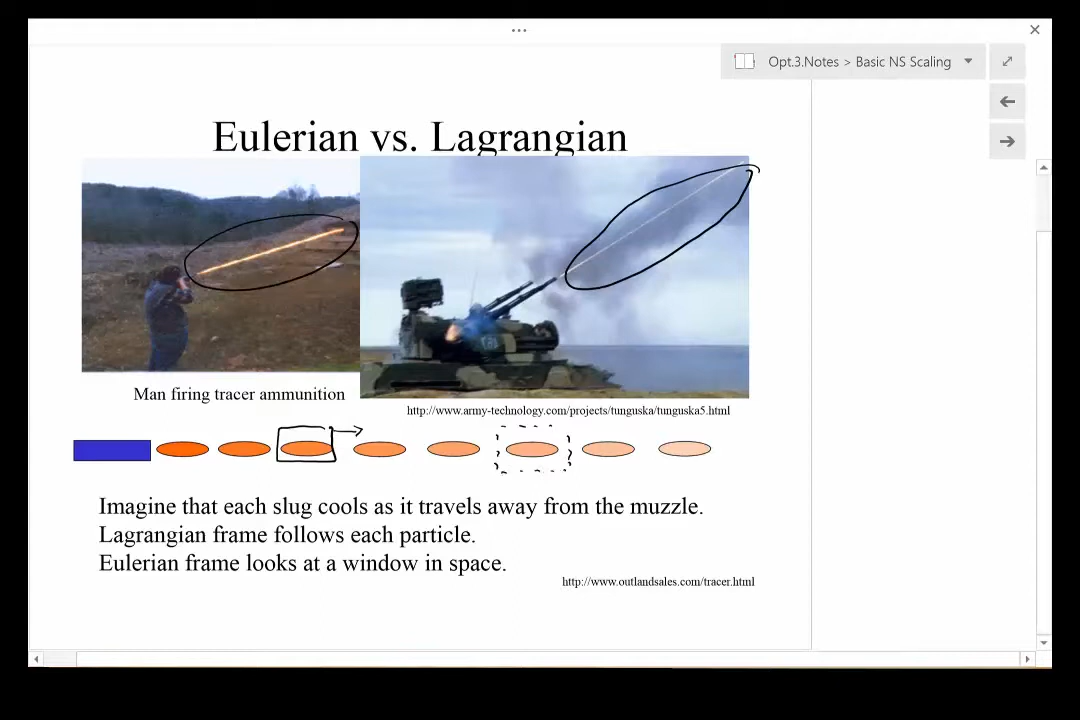 Opt.3.Notes > Basic NS Scaling
Eulerian vs. Lagrangian
Man firing tracer ammunition
http://www.army-technology.com/projects/tunguska/tunguska5.html
Imagine that each slug cools as it travels away from the muzzle.
Lagrangian frame follows each particle.
Eulerian frame looks at a window in space.
http://www.outlandsales.com/tracer.html